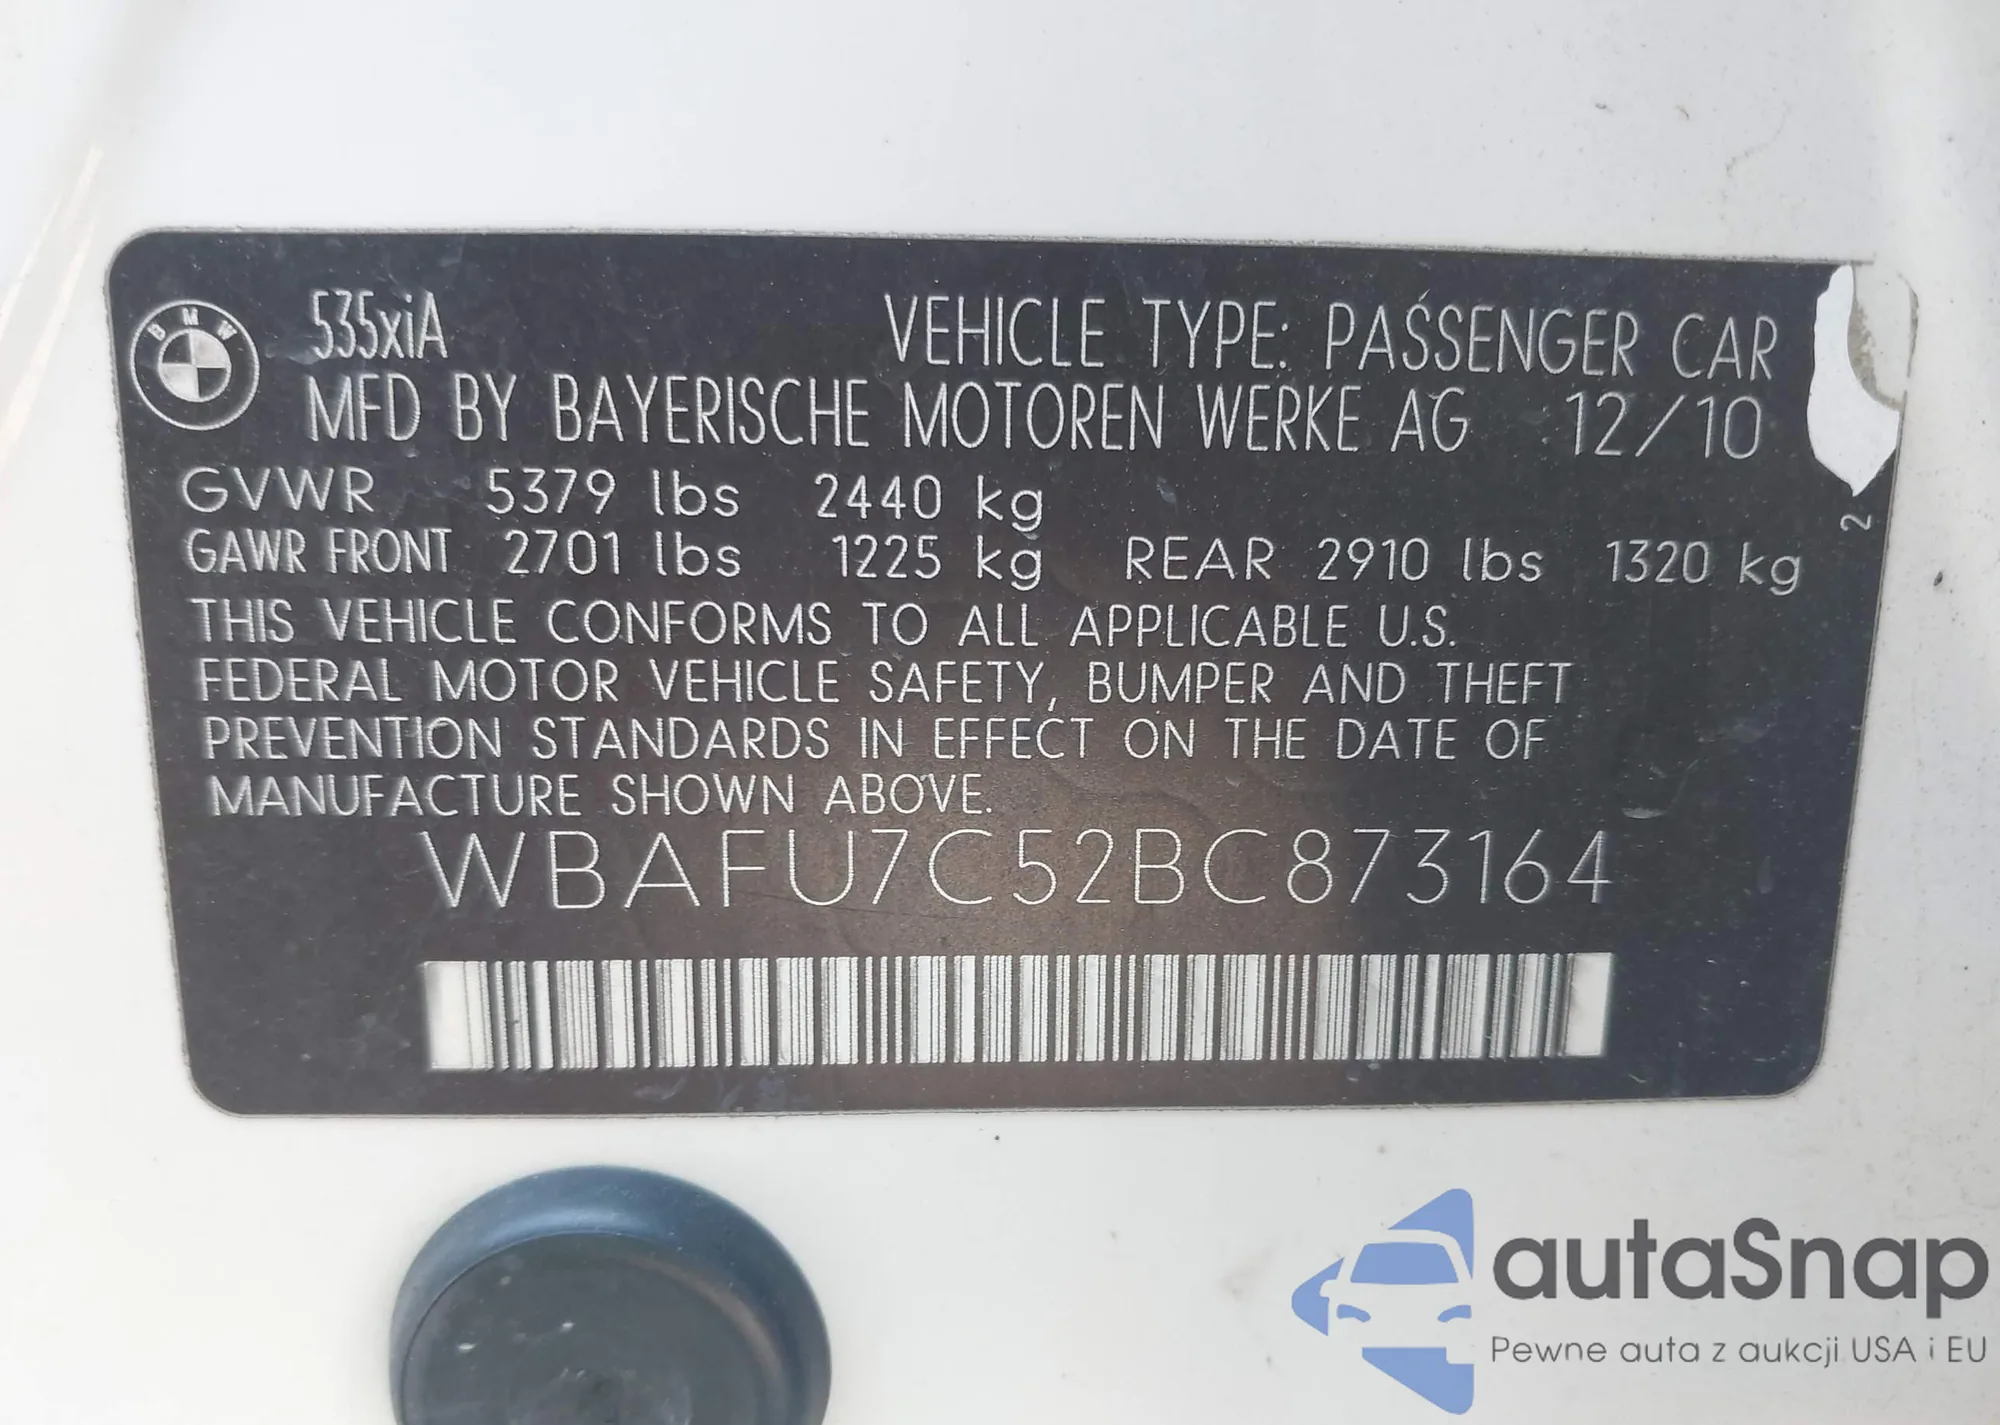 BMW
535xiA VEHICLE TYPE: PASSENGER CAR
MFD BY BAYERISCHE MOTOREN WERKE AG 12/10
GVWR 5379 lbs 2440 kg
GAWR FRONT 2701 lbs 1225 kg REAR 2910 lbs 1320 kg
2
THIS VEHICLE CONFORMS TO ALL APPLICABLE U.S.
FEDERAL MOTOR VEHICLE SAFETY, BUMPER AND THEFT
PREVENTION STANDARDS IN EFFECT ON THE DATE OF
MANUFACTURE SHOWN ABOVE.
WBAFU7C52BC873164
autaSnap
Pewne auta z aukcji USA i EU